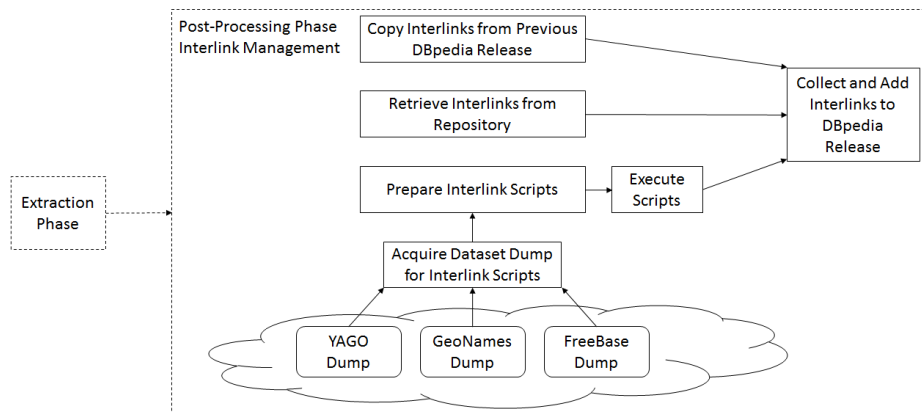 Post-Processing Phase
Interlink Management
Copy Interlinks from Previous
DBpedia Release
Collect and Add
Interlinks to
DBpedia
Release
Retrieve Interlinks from
Repository
Extraction
Phase
Prepare Interlink Scripts
Execute
Scripts
Acquire Dataset Dump
for Interlink Scripts
YAGO
Dump
GeoNames
Dump
FreeBase
Dump